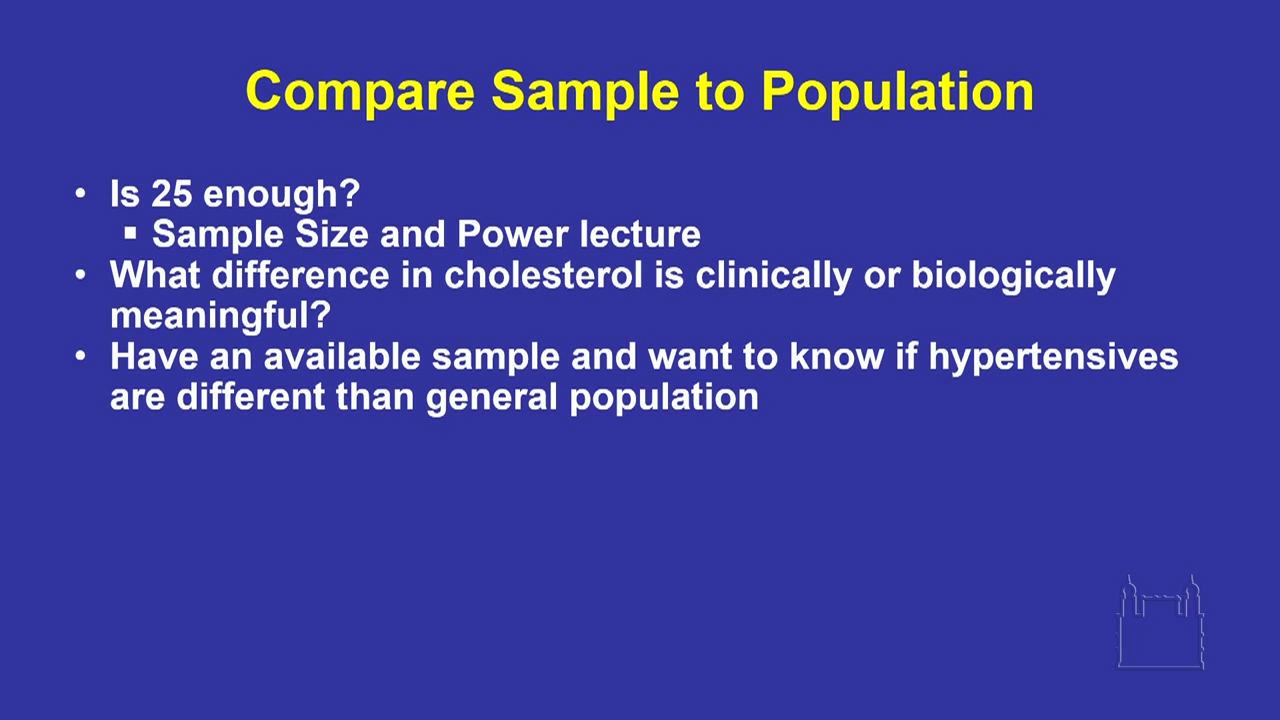 Compare Sample to Population
• Is 25 enough?
▪ Sample Size and Power lecture
• What difference in cholesterol is clinically or biologically
meaningful?
• Have an available sample and want to know if hypertensives
are different than general population